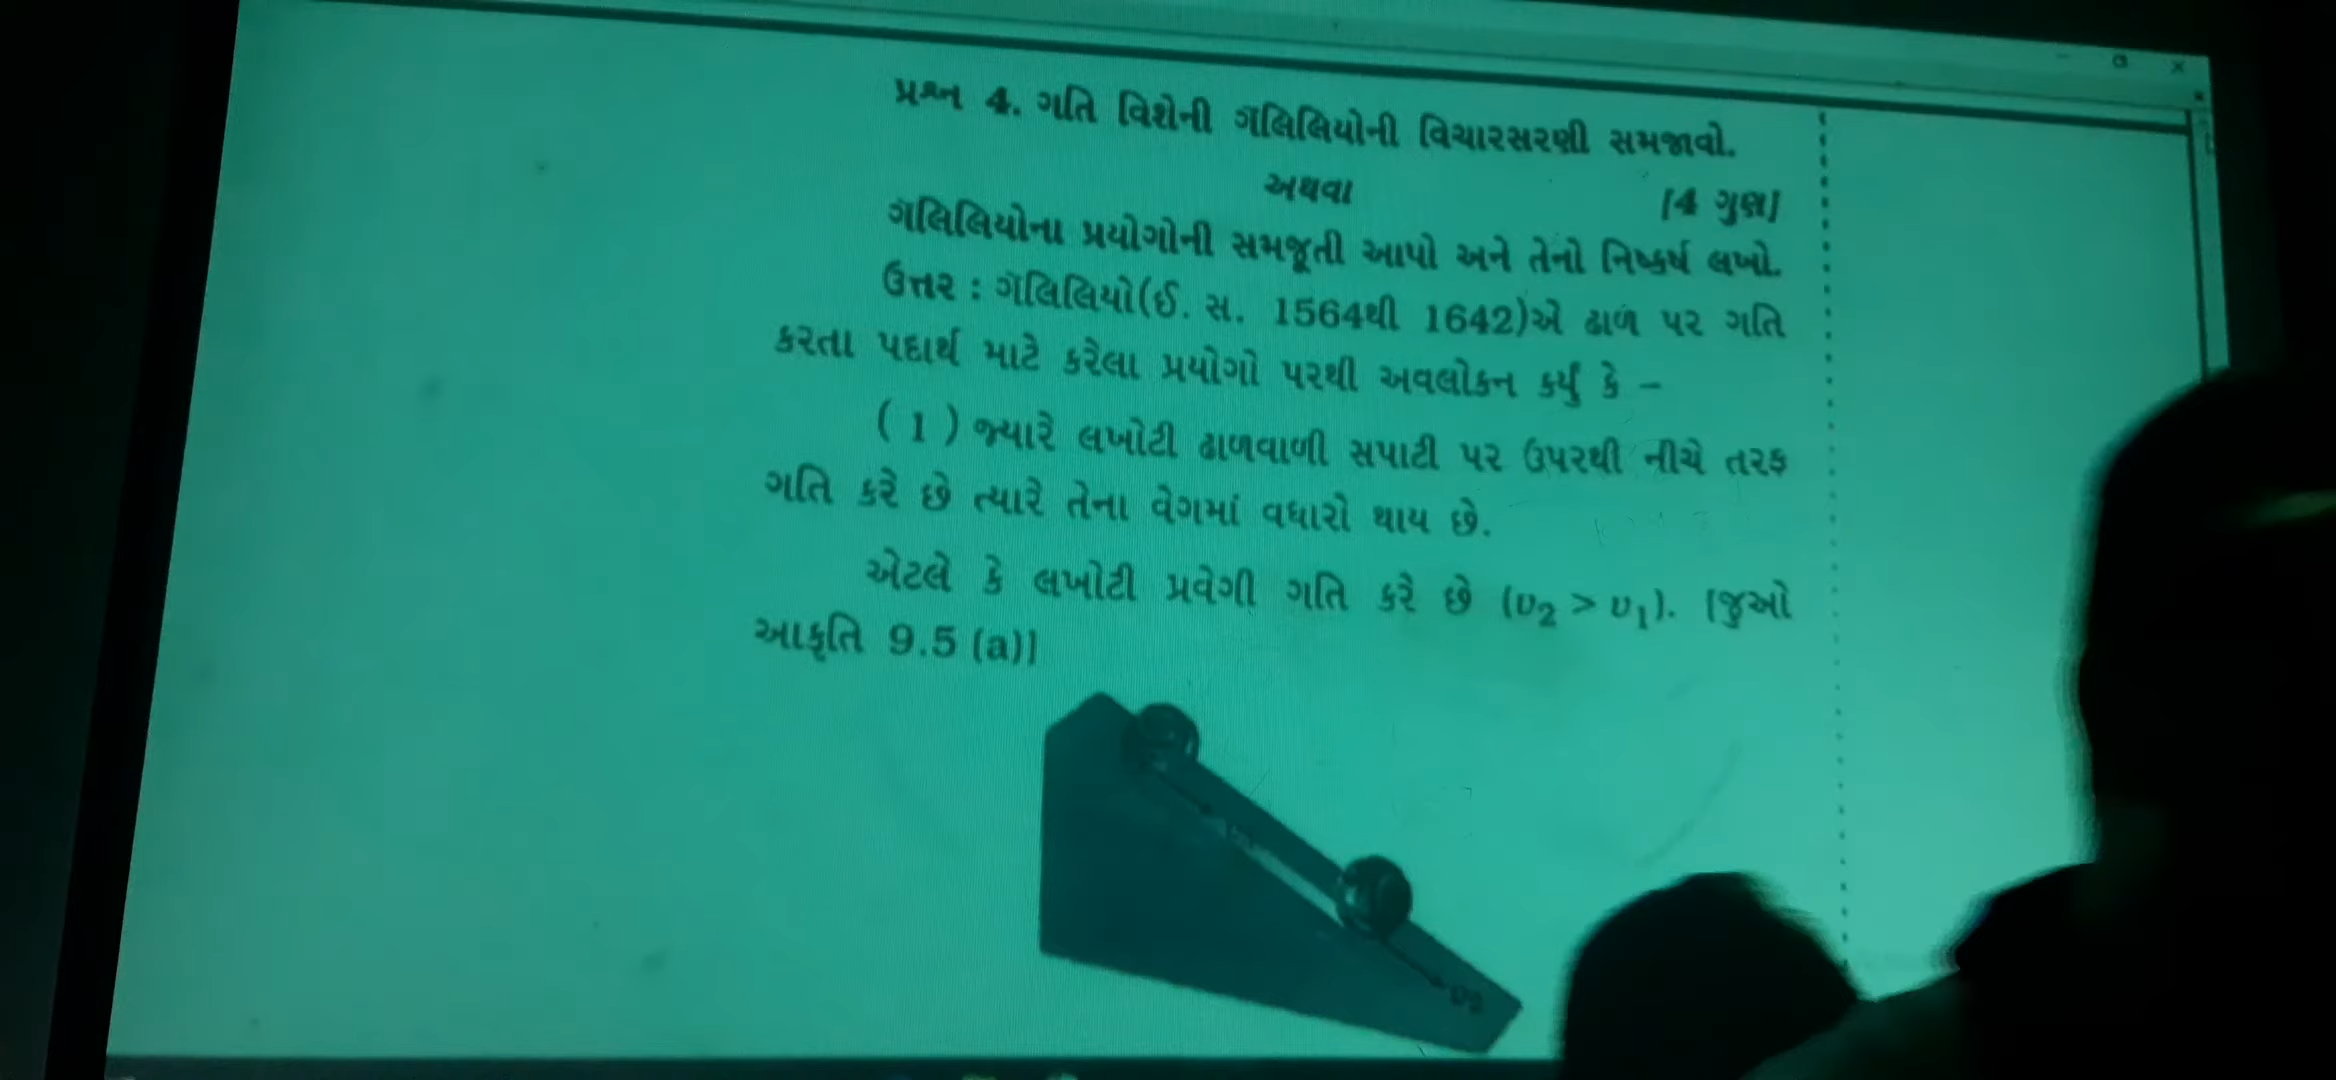 પ્રશ્ન 4. ગતિ વિશેની ગૅલિલિયોની વિચારસરણી સમજાવો.
અથવા [4 ગુણ]
ગૅલિલિયોના પ્રયોગોની સમજૂતી આપો અને તેનો નિષ્કર્ષ લખો.
ઉત્તર : ગૅલિલિયો(ઈ. સ. 1564થી 1642)એ ઢાળ પર ગતિ
કરતા પદાર્થ માટે કરેલા પ્રયોગો પરથી અવલોકન કર્યું કે –
( 1 ) જ્યારે લખોટી ઢાળવાળી સપાટી પર ઉપરથી નીચે તરફ
ગતિ કરે છે ત્યારે તેના વેગમાં વધારો થાય છે.
એટલે કે લખોટી પ્રવેગી ગતિ કરે છે (υ₂ > υ₁). [જુઓ
આકૃતિ 9.5 (a)]
υ₂